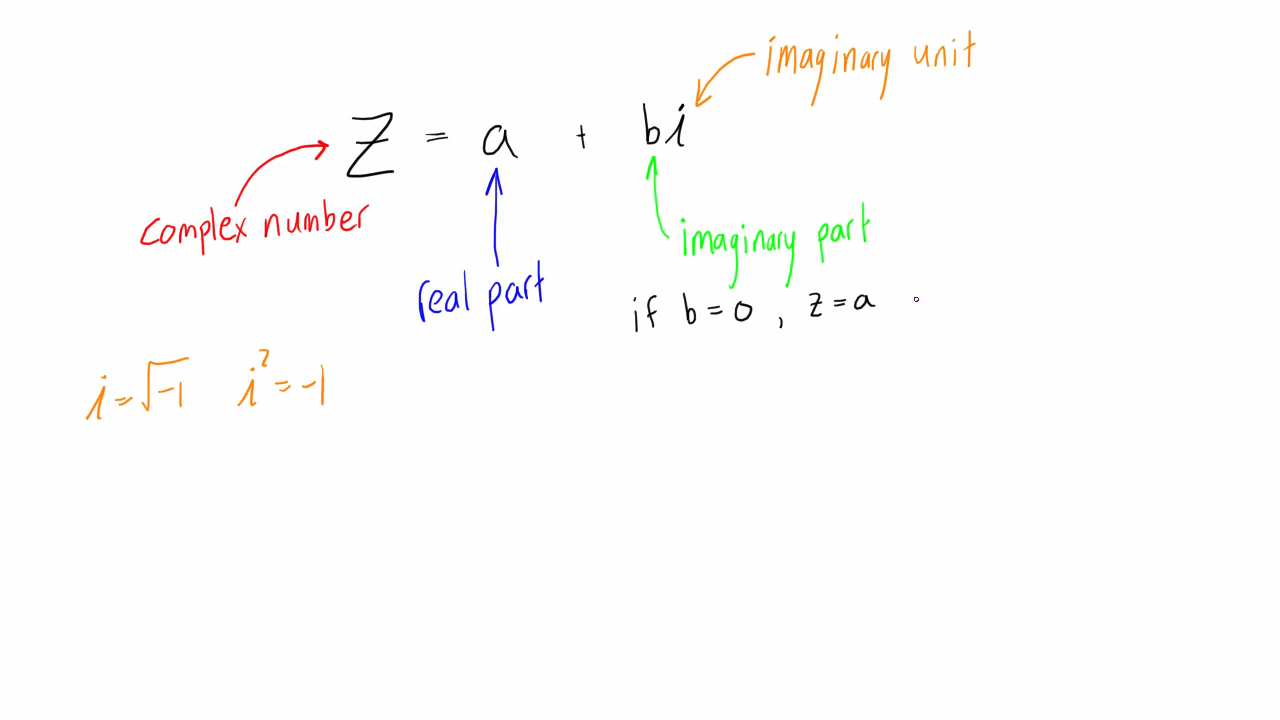 imaginary unit
z = a + bi
complex number
imaginary part
real part
if b = 0 , z = a
i = √-1 i² = -1